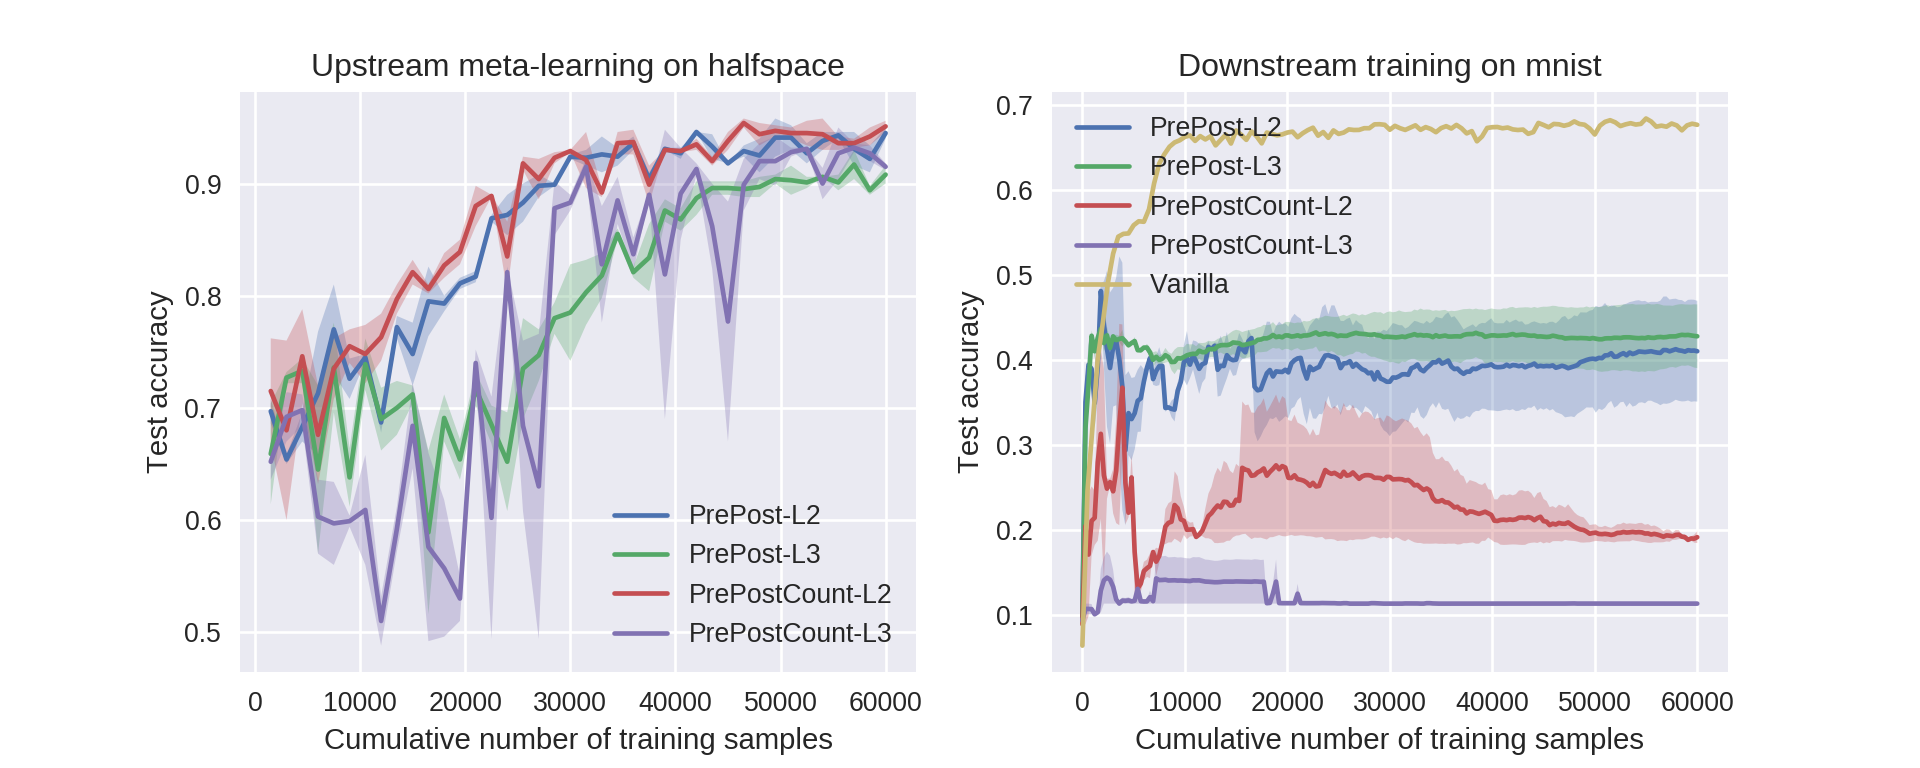 Upstream meta-learning on halfspace
Test accuracy
0.9
0.8
0.7
0.6
0.5
PrePost-L2
PrePost-L3
PrePostCount-L2
PrePostCount-L3
0 10000 20000 30000 40000 50000 60000
Cumulative number of training samples
Downstream training on mnist
Test accuracy
0.7
0.6
0.5
0.4
0.3
0.2
0.1
PrePost-L2
PrePost-L3
PrePostCount-L2
PrePostCount-L3
Vanilla
0 10000 20000 30000 40000 50000 60000
Cumulative number of training samples